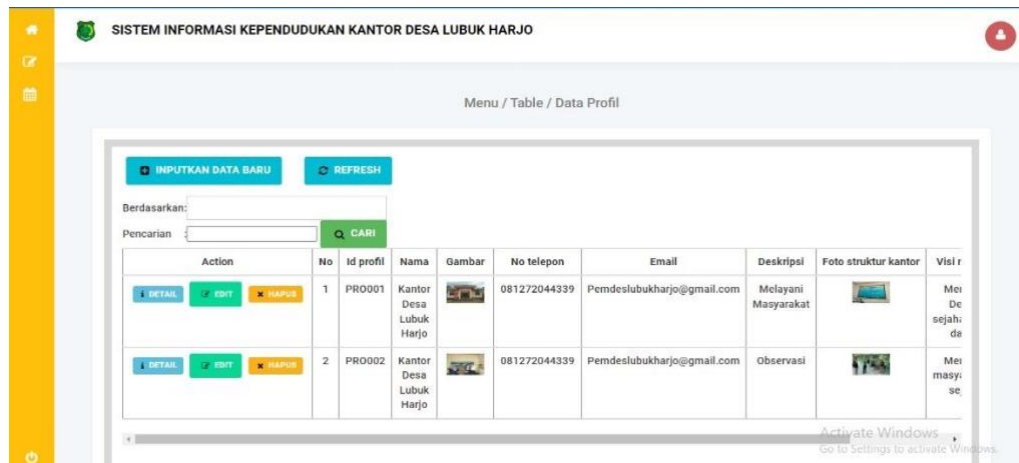 SISTEM INFORMASI KEPENDUDUKAN KANTOR DESA LUBUK HARJO
Menu / Table / Data Profil
INPUTKAN DATA BARU REFRESH
Berdasarkan:
Pencarian :
CARI
Action No Id profil Nama Gambar No telepon Email Deskripsi Foto struktur kantor Visi
DETAIL EDIT HAPUS 1 PRO001 Kantor 081272044339 Pemdeslubukharjo@gmail.com Melayani
Desa Masyarakat
Lubuk
Harjo
DETAIL EDIT HAPUS 2 PRO002 Kantor 081272044339 Pemdeslubukharjo@gmail.com Observasi
Desa
Lubuk
Harjo
Activate Windows
Go to Settings to activate Windows.